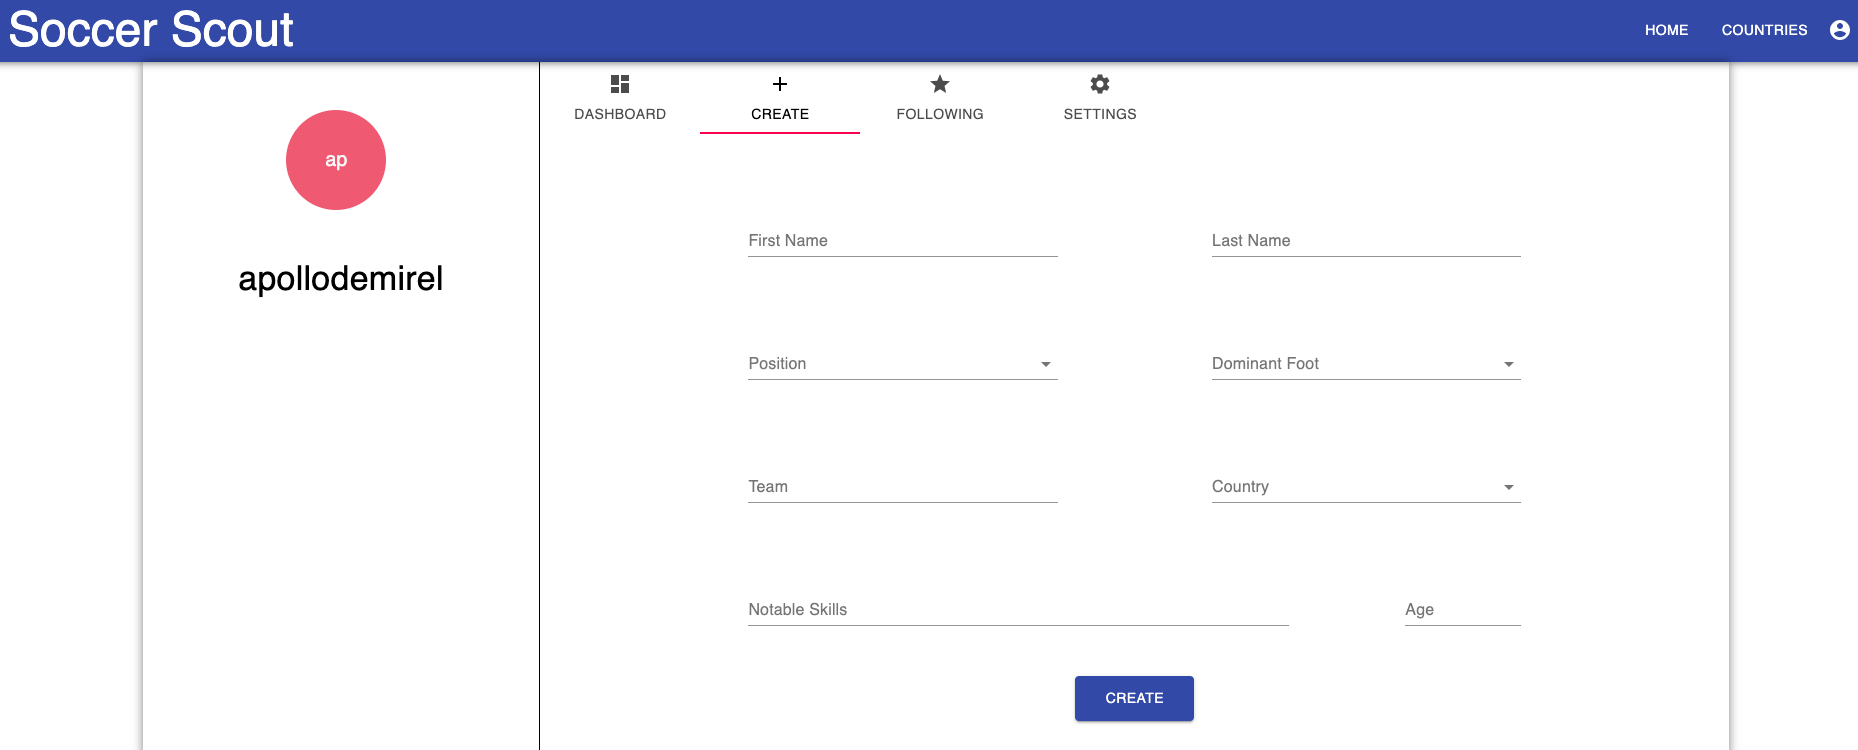 Soccer Scout
HOME
COUNTRIES
ap
apollodemirel
DASHBOARD
CREATE
FOLLOWING
SETTINGS
First Name
Last Name
Position
Dominant Foot
Team
Country
Notable Skills
Age
CREATE